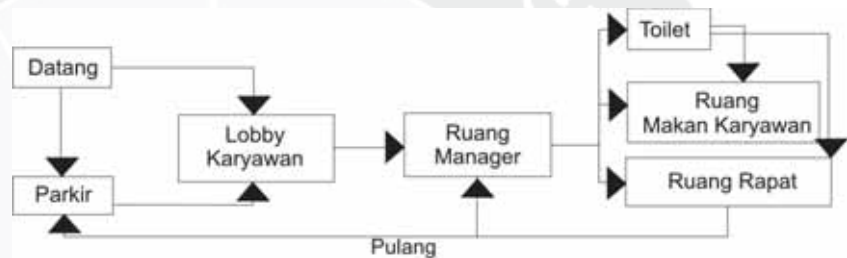 Datang
Parkir
Lobby
Karyawan
Ruang
Manager
Toilet
Ruang
Makan Karyawan
Ruang Rapat
Pulang